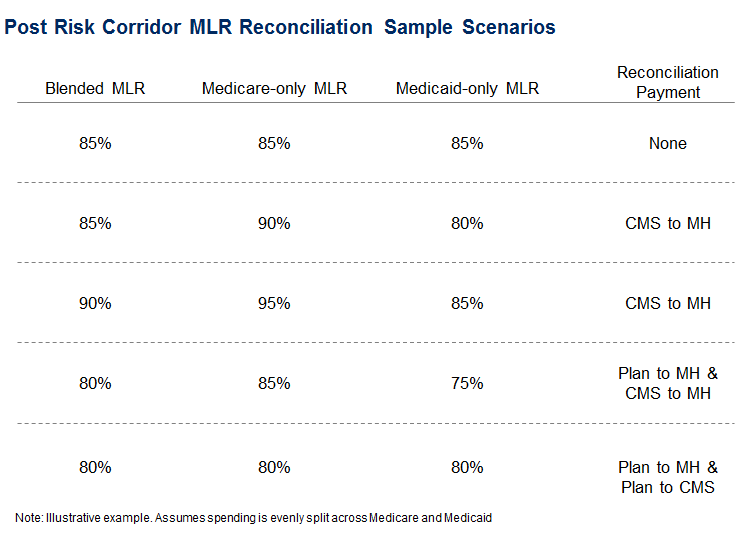 Post Risk Corridor MLR Reconciliation Sample Scenarios
Blended MLR Medicare-only MLR Medicaid-only MLR Reconciliation Payment
85% 85% 85% None
85% 90% 80% CMS to MH
90% 95% 85% CMS to MH
80% 85% 75% Plan to MH & CMS to MH
80% 80% 80% Plan to MH & Plan to CMS
Note: Illustrative example. Assumes spending is evenly split across Medicare and Medicaid